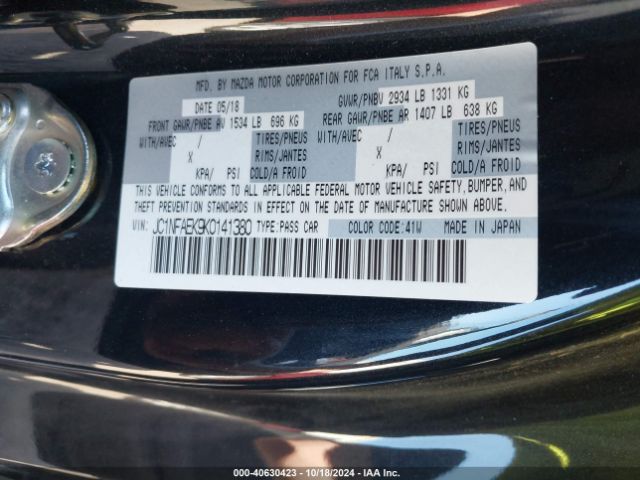 MFD. BY MAZDA MOTOR CORPORATION FOR FCA ITALY S.P.A.
DATE 05/18 GVWR/PNBV 2934 LB 1331 KG
FRONT GAWR/PNBE AV 1534 LB 696 KG REAR GAWR/PNBE AR 1407 LB 638 KG
WITH/AVEC / TIRES/PNEUS WITH/AVEC / TIRES/PNEUS
X RIMS/JANTES X RIMS/JANTES
KPA/ PSI COLD/A FROID KPA/ PSI COLD/A FROID
THIS VEHICLE CONFORMS TO ALL APPLICABLE FEDERAL MOTOR VEHICLE SAFETY, BUMPER, AND
THEFT PREVENTION STANDARDS IN EFFECT ON THE DATE OF MANUFACTURE SHOWN ABOVE.
VIN: JC1NFAEK9K0141380 TYPE: PASS CAR COLOR CODE: 41W MADE IN JAPAN
000-40630423 - 10/18/2024 - IAA Inc.